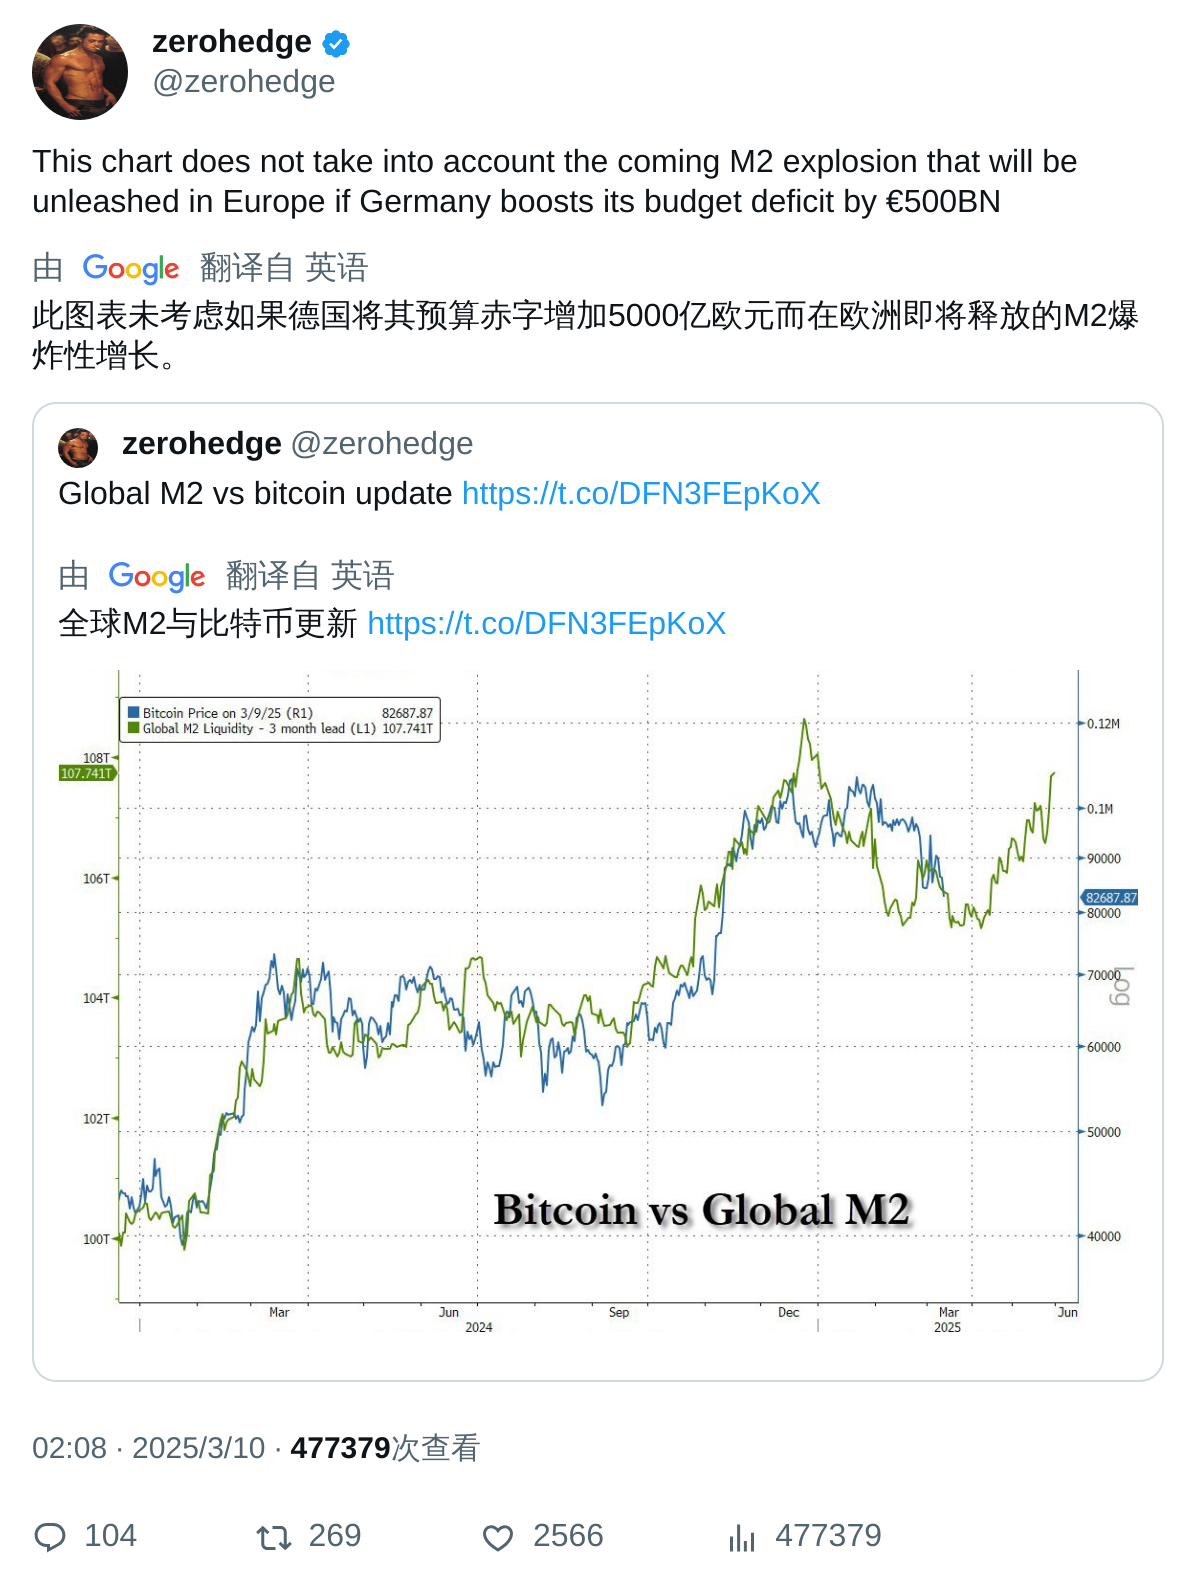 zerohedge
@zerohedge
This chart does not take into account the coming M2 explosion that will be
unleashed in Europe if Germany boosts its budget deficit by €500BN
由 Google 翻译自 英语
此图表未考虑如果德国将其预算赤字增加5000亿欧元而在欧洲即将释放的M2爆
炸性增长。
zerohedge @zerohedge
Global M2 vs bitcoin update https://t.co/DFN3FEpKoX
由 Google 翻译自 英语
全球M2与比特币更新 https://t.co/DFN3FEpKoX
Bitcoin Price on 3/9/25 (R1) 82687.87
Global M2 Liquidity - 3 month lead (L1) 107.741T
0.12M
108T
107.741T
0.1M
90000
106T
82687.87
80000
70000
Log
104T
60000
102T
50000
Bitcoin vs Global M2
100T
40000
Mar Jun Sep Dec Mar Jun
2024 2025
02:08 · 2025/3/10 · 477379次查看
104 269 2566 477379